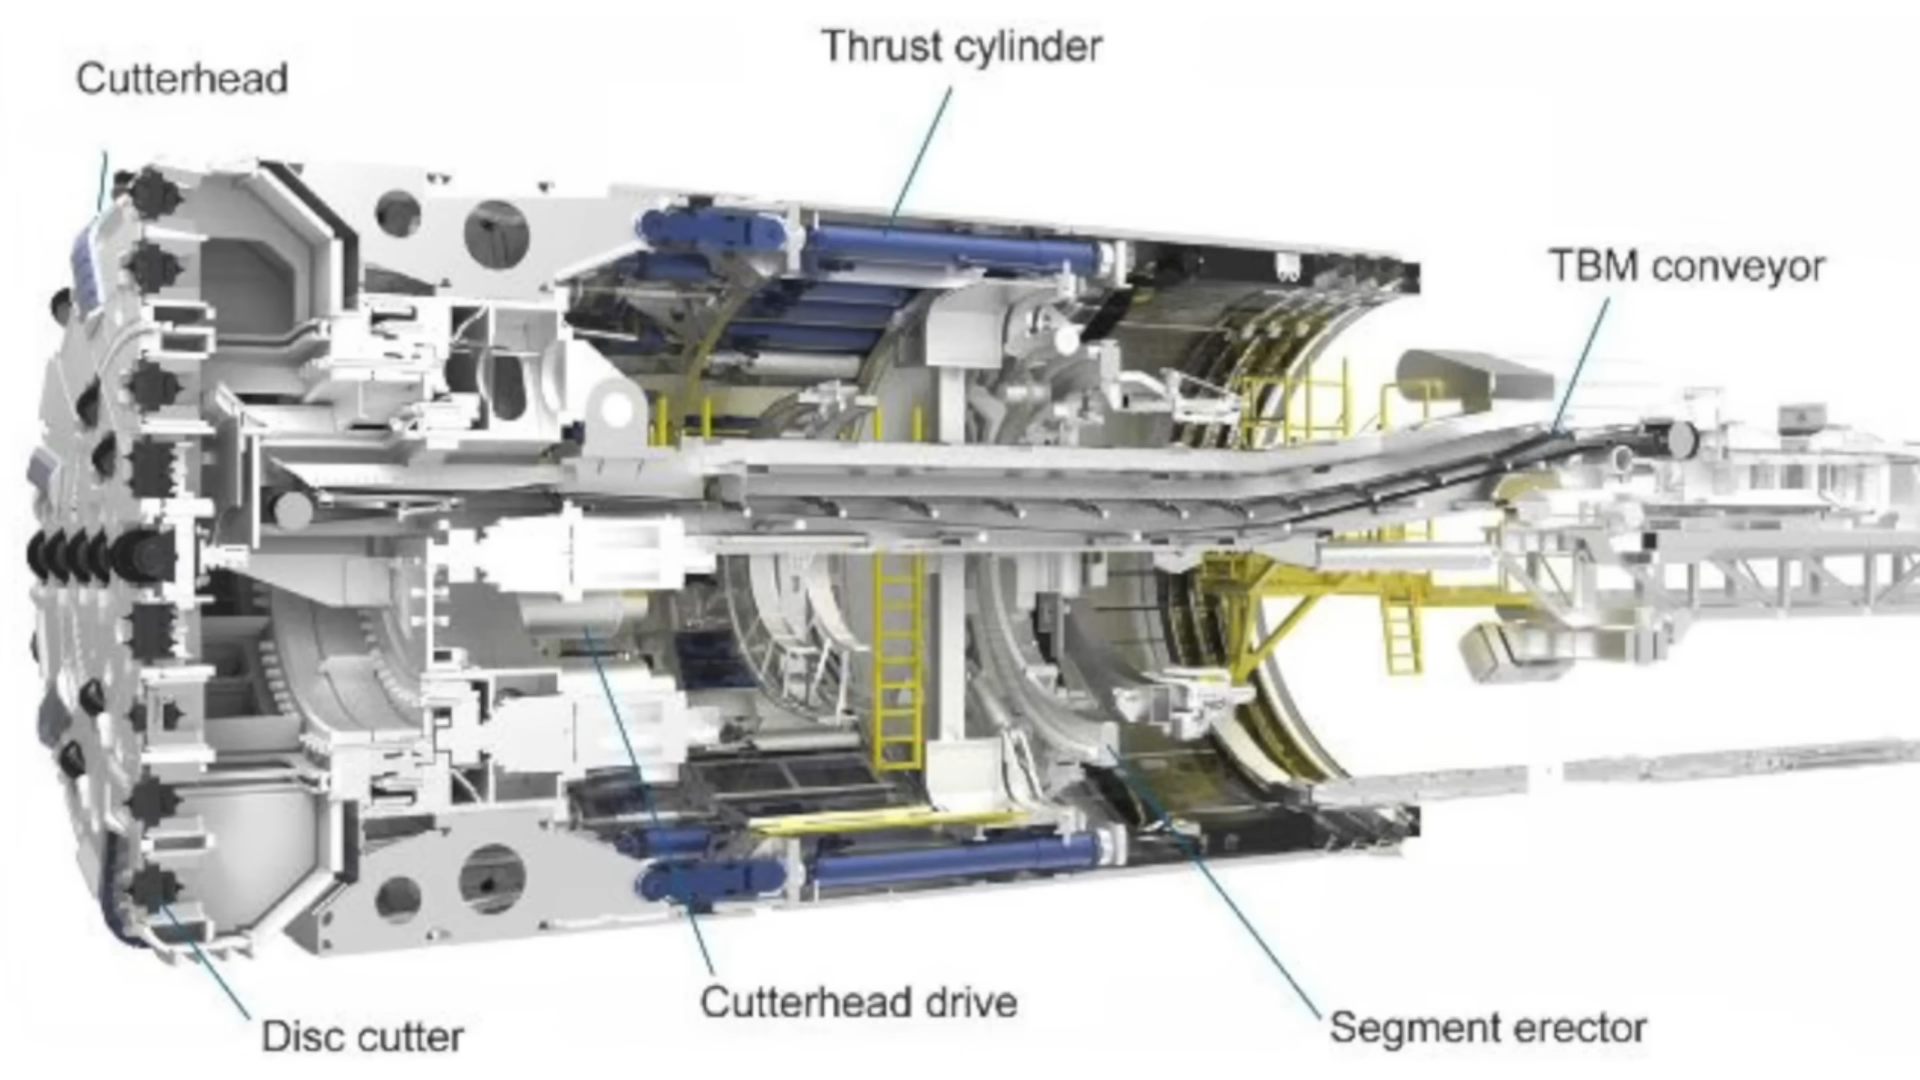 Thrust cylinder
Cutterhead
TBM conveyor
Cutterhead drive
Segment erector
Disc cutter